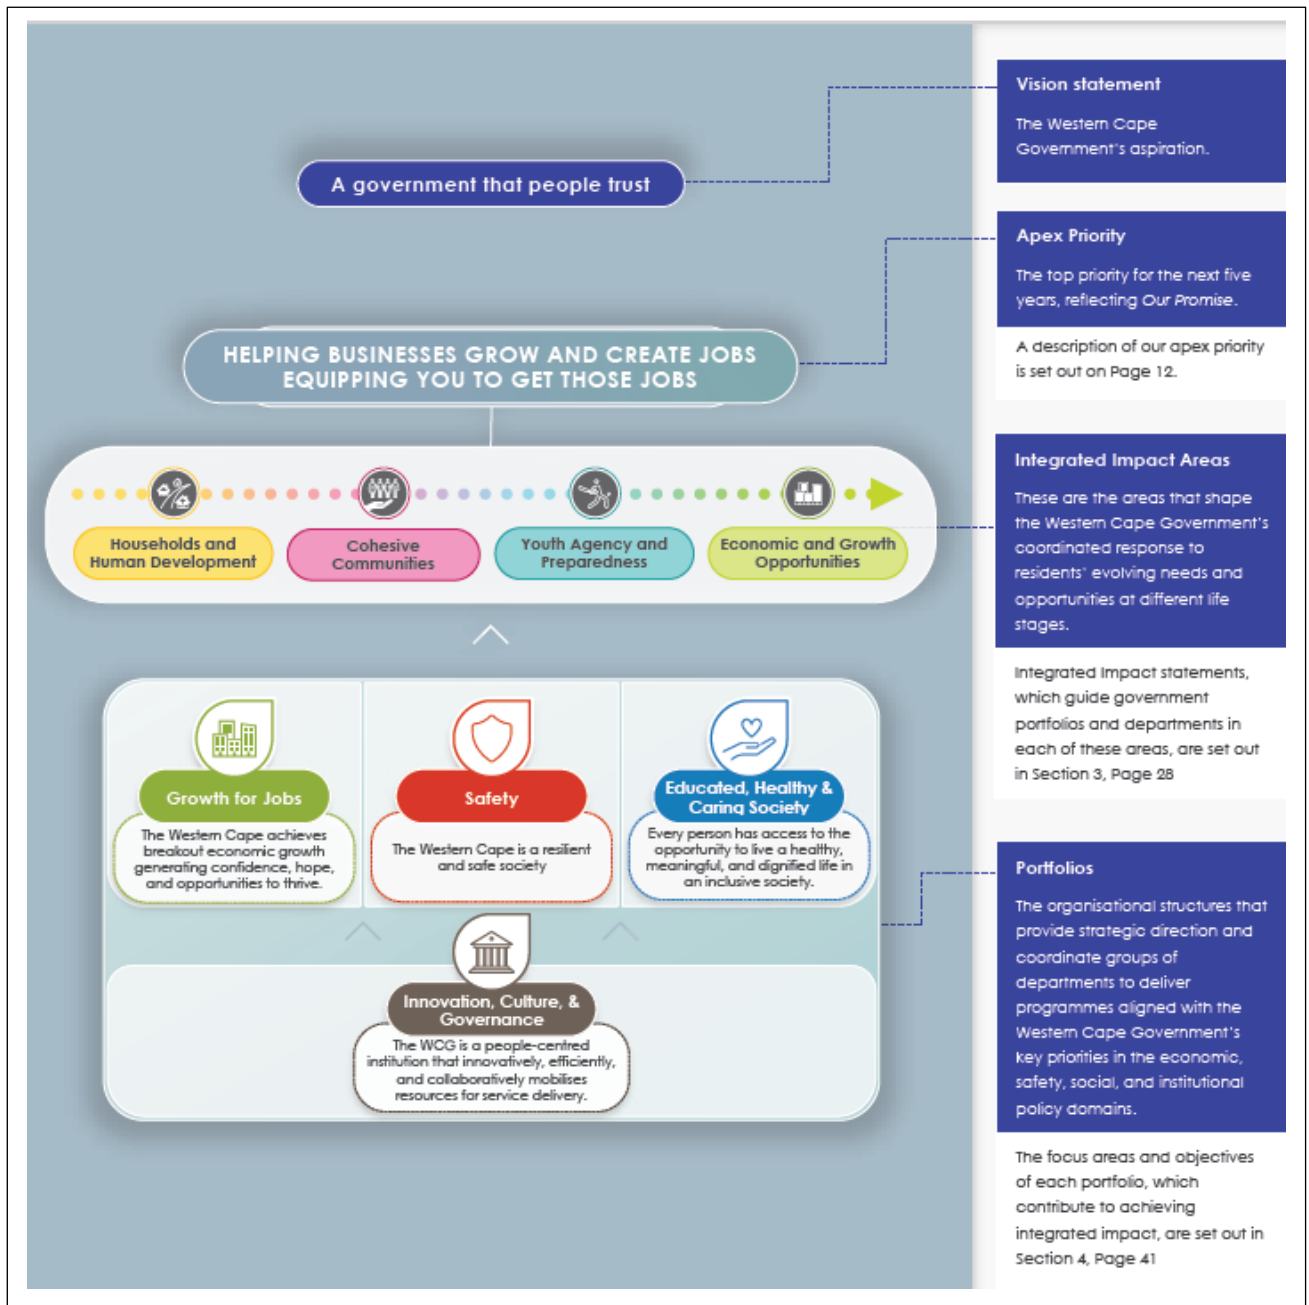 A government that people trust
HELPING BUSINESSES GROW AND CREATE JOBS
EQUIPPING YOU TO GET THOSE JOBS
Households and
Human Development
Cohesive
Communities
Youth Agency and
Preparedness
Economic and Growth
Opportunities
Growth for Jobs
The Western Cape achieves
breakout economic growth
generating confidence, hope,
and opportunities to thrive.
Safety
The Western Cape is a resilient
and safe society
Educated, Healthy &
Caring Society
Every person has access to the
opportunity to live a healthy,
meaningful, and dignified life in
an inclusive society.
Innovation, Culture, &
Governance
The WCG is a people-centred
institution that innovatively, efficiently,
and collaboratively mobilises
resources for service delivery.
Vision statement
The Western Cape
Government's aspiration.
Apex Priority
The top priority for the next five
years, reflecting Our Promise.
A description of our apex priority
is set out on Page 12.
Integrated Impact Areas
These are the areas that shape
the Western Cape Government's
coordinated response to
residents' evolving needs and
opportunities at different life
stages.
Integrated Impact statements,
which guide government
portfolios and departments in
each of these areas, are set out
in Section 3, Page 28
Portfolios
The organisational structures that
provide strategic direction and
coordinate groups of
departments to deliver
programmes aligned with the
Western Cape Government's
key priorities in the economic,
safety, social, and institutional
policy domains.
The focus areas and objectives
of each portfolio, which
contribute to achieving
integrated impact, are set out in
Section 4, Page 41